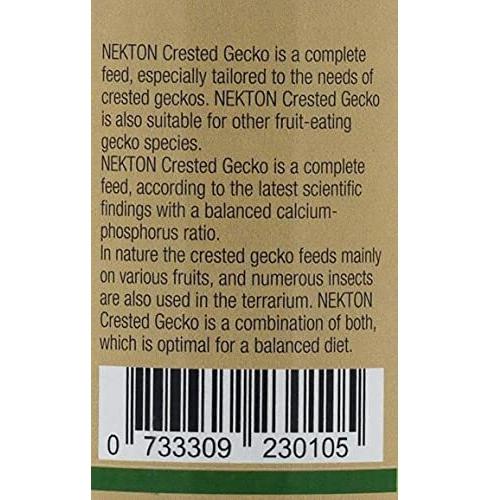 NEKTON Crested Gecko is a complete
feed, especially tailored to the needs of
crested geckos. NEKTON Crested Gecko
is also suitable for other fruit-eating
gecko species.
NEKTON Crested Gecko is a complete
feed, according to the latest scientific
findings with a balanced calcium-
phosphorus ratio.
In nature the crested gecko feeds mainly
on various fruits, and numerous insects
are also used in the terrarium. NEKTON
Crested Gecko is a combination of both,
which is optimal for a balanced diet.
0 733309 230105